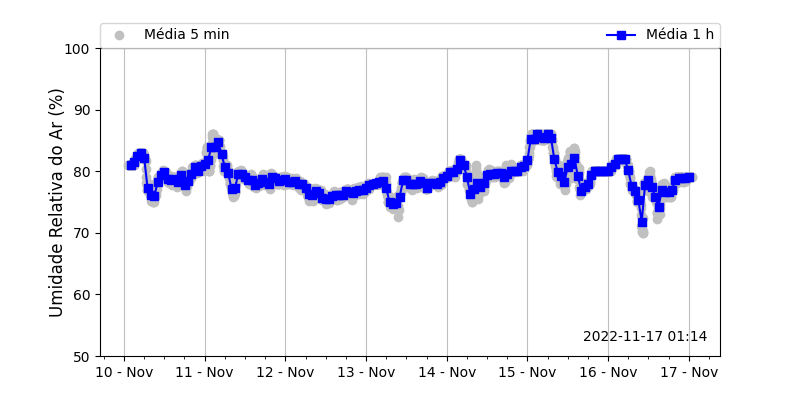 Média 5 min Média 1 h
100
90
80
70
60
50
Umidade Relativa do Ar (%)
2022-11-17 01:14
10 - Nov 11 - Nov 12 - Nov 13 - Nov 14 - Nov 15 - Nov 16 - Nov 17 - Nov